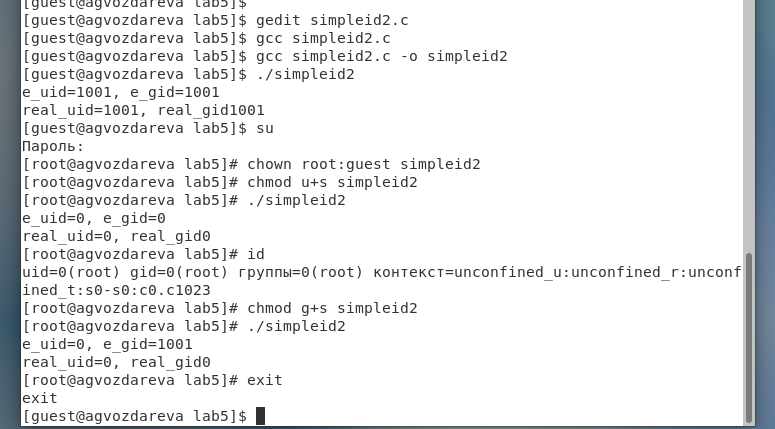 [guest@agvozdareva lab5]$
[guest@agvozdareva lab5]$ gedit simpleid2.c
[guest@agvozdareva lab5]$ gcc simpleid2.c
[guest@agvozdareva lab5]$ gcc simpleid2.c -o simpleid2
[guest@agvozdareva lab5]$ ./simpleid2
e_uid=1001, e_gid=1001
real_uid=1001, real_gid1001
[guest@agvozdareva lab5]$ su
Пароль:
[root@agvozdareva lab5]# chown root:guest simpleid2
[root@agvozdareva lab5]# chmod u+s simpleid2
[root@agvozdareva lab5]# ./simpleid2
e_uid=0, e_gid=0
real_uid=0, real_gid0
[root@agvozdareva lab5]# id
uid=0(root) gid=0(root) группы=0(root) контекст=unconfined_u:unconfined_r:unconf
ined_t:s0-s0:c0.c1023
[root@agvozdareva lab5]# chmod g+s simpleid2
[root@agvozdareva lab5]# ./simpleid2
e_uid=0, e_gid=1001
real_uid=0, real_gid0
[root@agvozdareva lab5]# exit
exit
[guest@agvozdareva lab5]$